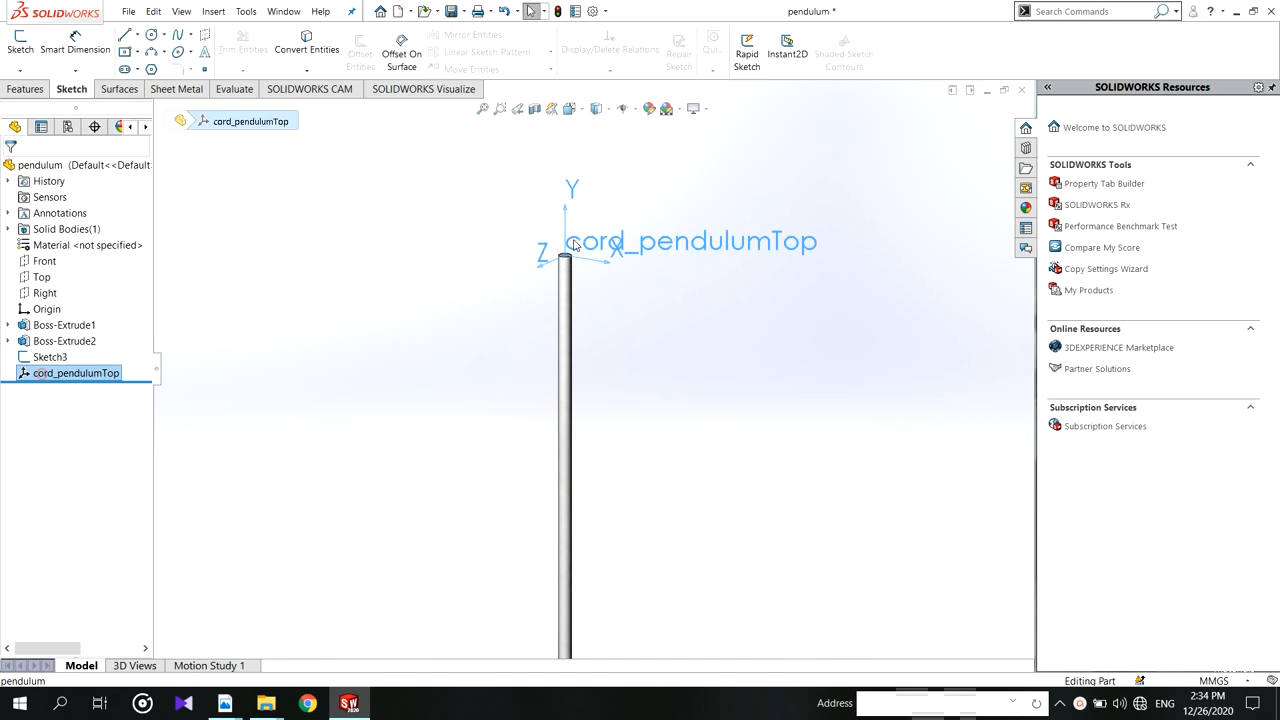 SOLIDWORKS
File Edit View Insert Tools Window Help
pendulum *
Search Commands
Sketch
Smart Dimension
Trim Entities
Convert Entities
Offset Entities
Offset On Surface
Mirror Entities
Linear Sketch Pattern
Move Entities
Display/Delete Relations
Repair Sketch
Qui...
Rapid Sketch
Instant2D
Shaded Sketch Contours
Features Sketch Surfaces Sheet Metal Evaluate SOLIDWORKS CAM SOLIDWORKS Visualize
SOLIDWORKS Resources
cord_pendulumTop
Welcome to SOLIDWORKS
SOLIDWORKS Tools
Property Tab Builder
SOLIDWORKS Rx
Performance Benchmark Test
Compare My Score
Copy Settings Wizard
My Products
Online Resources
3DEXPERIENCE Marketplace
Partner Solutions
Subscription Services
Subscription Services
pendulum (Default<<Default
History
Sensors
Annotations
Solid Bodies(1)
Material <not specified>
Front
Top
Right
Origin
Boss-Extrude1
Boss-Extrude2
Sketch3
cord_pendulumTop
Y
Z
X
cord_pendulumTop
Model 3D Views Motion Study 1
pendulum
Editing Part
MMGS
Address
ENG
2:34 PM
12/26/2020